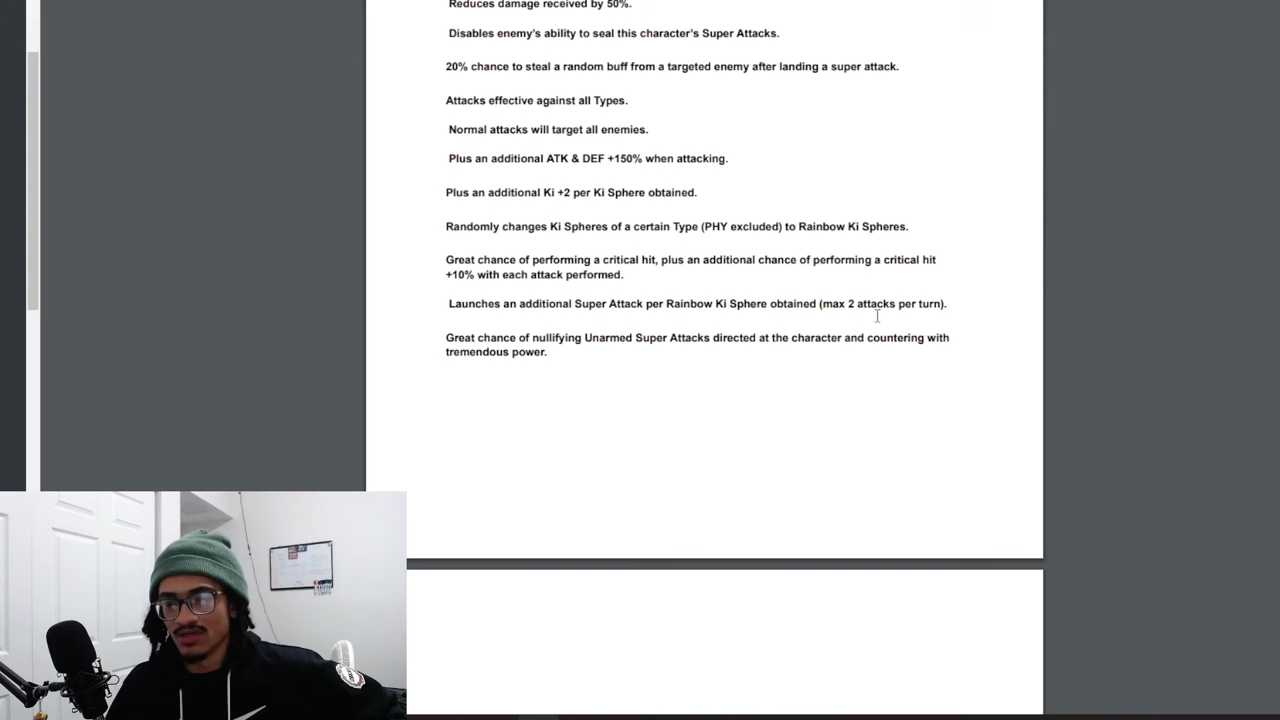 Reduces damage received by 50%.
Disables enemy's ability to seal this character's Super Attacks.
20% chance to steal a random buff from a targeted enemy after landing a super attack.
Attacks effective against all Types.
Normal attacks will target all enemies.
Plus an additional ATK & DEF +150% when attacking.
Plus an additional Ki +2 per Ki Sphere obtained.
Randomly changes Ki Spheres of a certain Type (PHY excluded) to Rainbow Ki Spheres.
Great chance of performing a critical hit, plus an additional chance of performing a critical hit
+10% with each attack performed.
Launches an additional Super Attack per Rainbow Ki Sphere obtained (max 2 attacks per turn).
Great chance of nullifying Unarmed Super Attacks directed at the character and countering with
tremendous power.